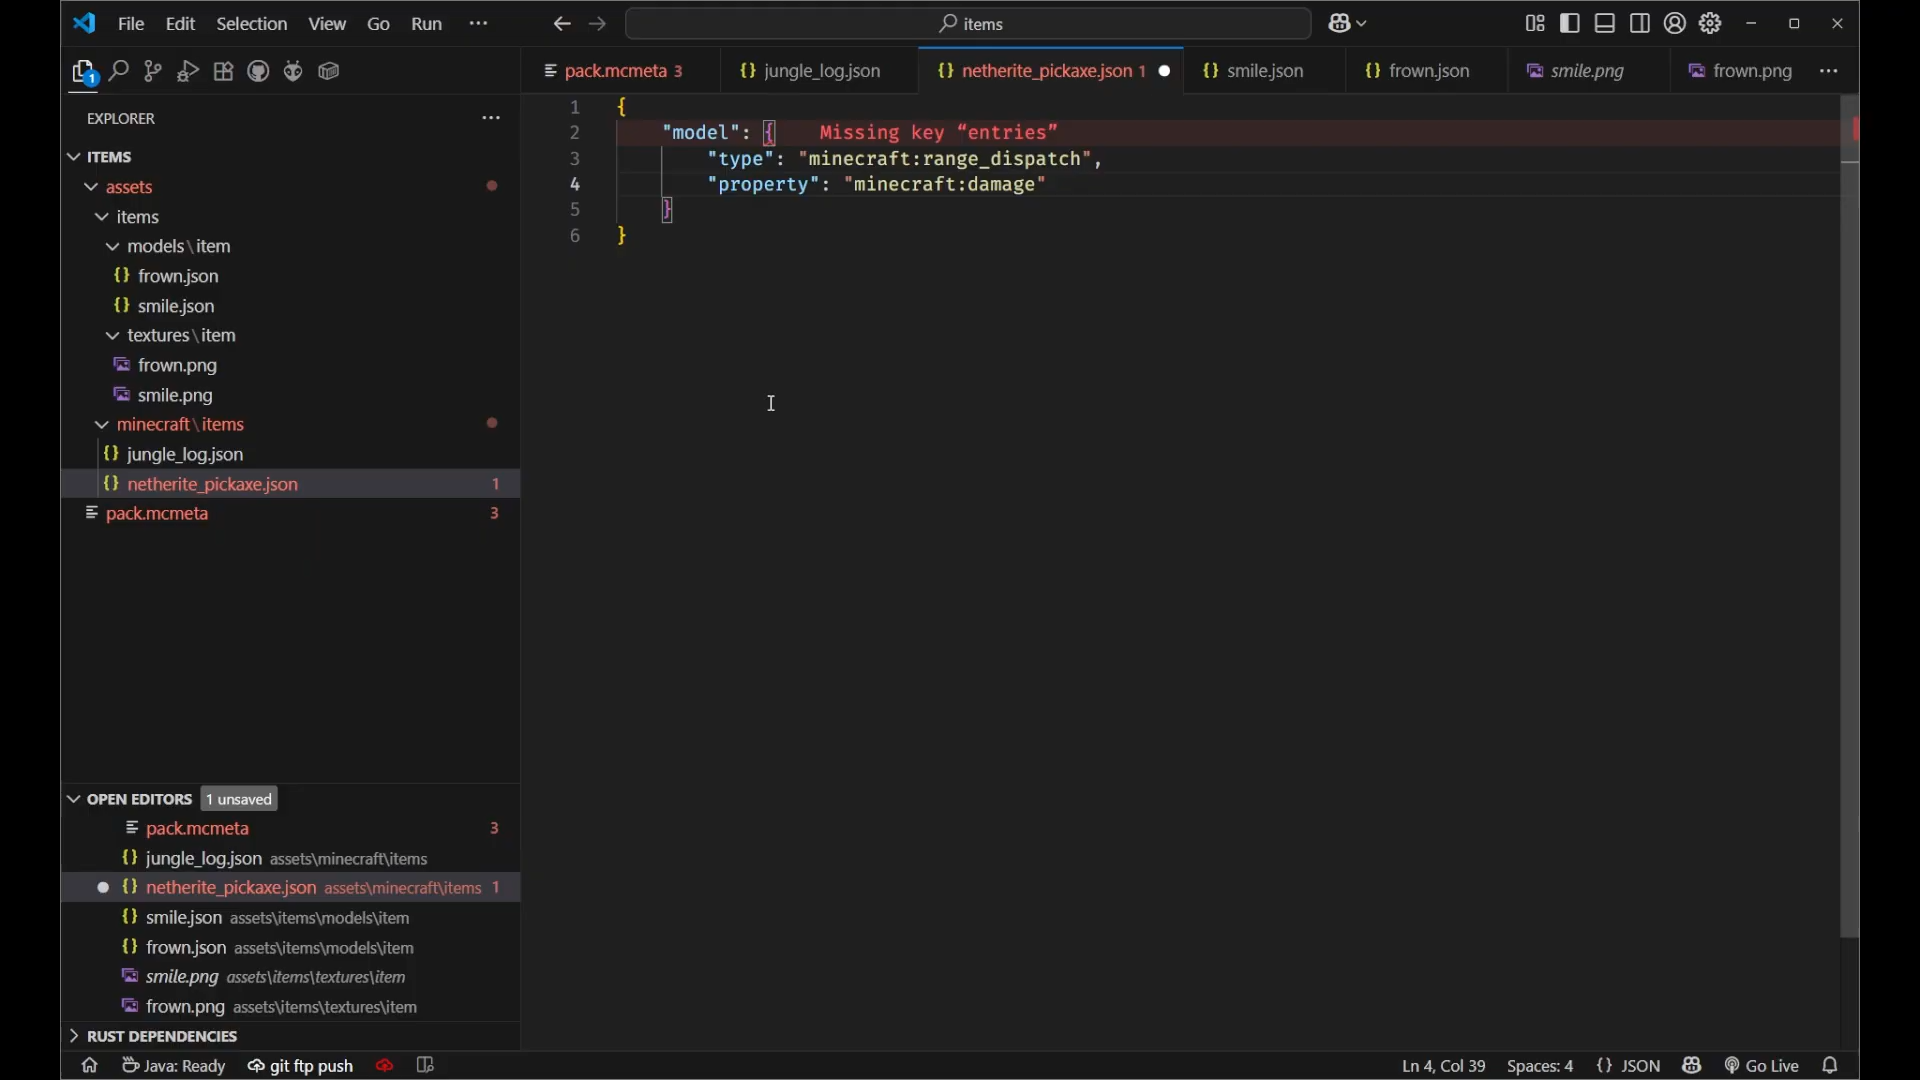 File Edit Selection View Go Run ···
items
1
pack.mcmeta 3
jungle_log.json
netherite_pickaxe.json 1
smile.json
frown.json
smile.png
frown.png
EXPLORER
ITEMS
assets
items
models\item
frown.json
smile.json
textures\item
frown.png
smile.png
minecraft\items
jungle_log.json
netherite_pickaxe.json 1
pack.mcmeta 3
1 {
2 "model": { Missing key “entries”
3 "type": "minecraft:range_dispatch",
4 "property": "minecraft:damage"
5 }
6 }
OPEN EDITORS 1 unsaved
pack.mcmeta 3
{} jungle_log.json assets\minecraft\items
{} netherite_pickaxe.json assets\minecraft\items 1
{} smile.json assets\items\models\item
{} frown.json assets\items\models\item
smile.png assets\items\textures\item
frown.png assets\items\textures\item
RUST DEPENDENCIES
Java: Ready git ftp push
Ln 4, Col 39 Spaces: 4 {} JSON Go Live